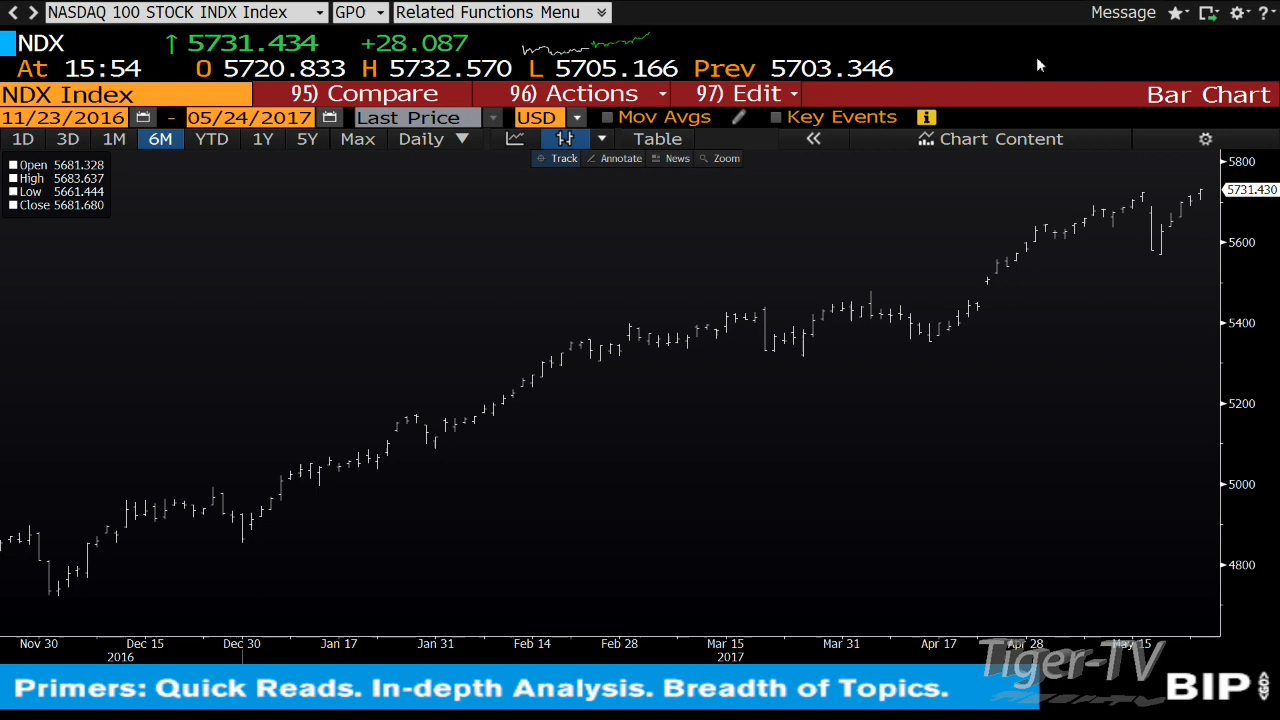 NASDAQ 100 STOCK INDX Index GPO Related Functions Menu Message ?
NDX 5731.434 +28.087
At 15:54 O 5720.833 H 5732.570 L 5705.166 Prev 5703.346
NDX Index 95) Compare 96) Actions 97) Edit Bar Chart
11/23/2016 - 05/24/2017 Last Price USD Mov Avgs Key Events
1D 3D 1M 6M YTD 1Y 5Y Max Daily Table Chart Content
Track Annotate News Zoom
Open 5681.328
High 5683.637
Low 5661.444
Close 5681.680
5800
5731.430
5600
5400
5200
5000
4800
Nov 30 Dec 15 Dec 30 Jan 17 Jan 31 Feb 14 Feb 28 Mar 15 Mar 31 Apr 17 Apr 28 May 15
2016 2017
Tiger-TV
Primers: Quick Reads. In-depth Analysis. Breadth of Topics.
BIP